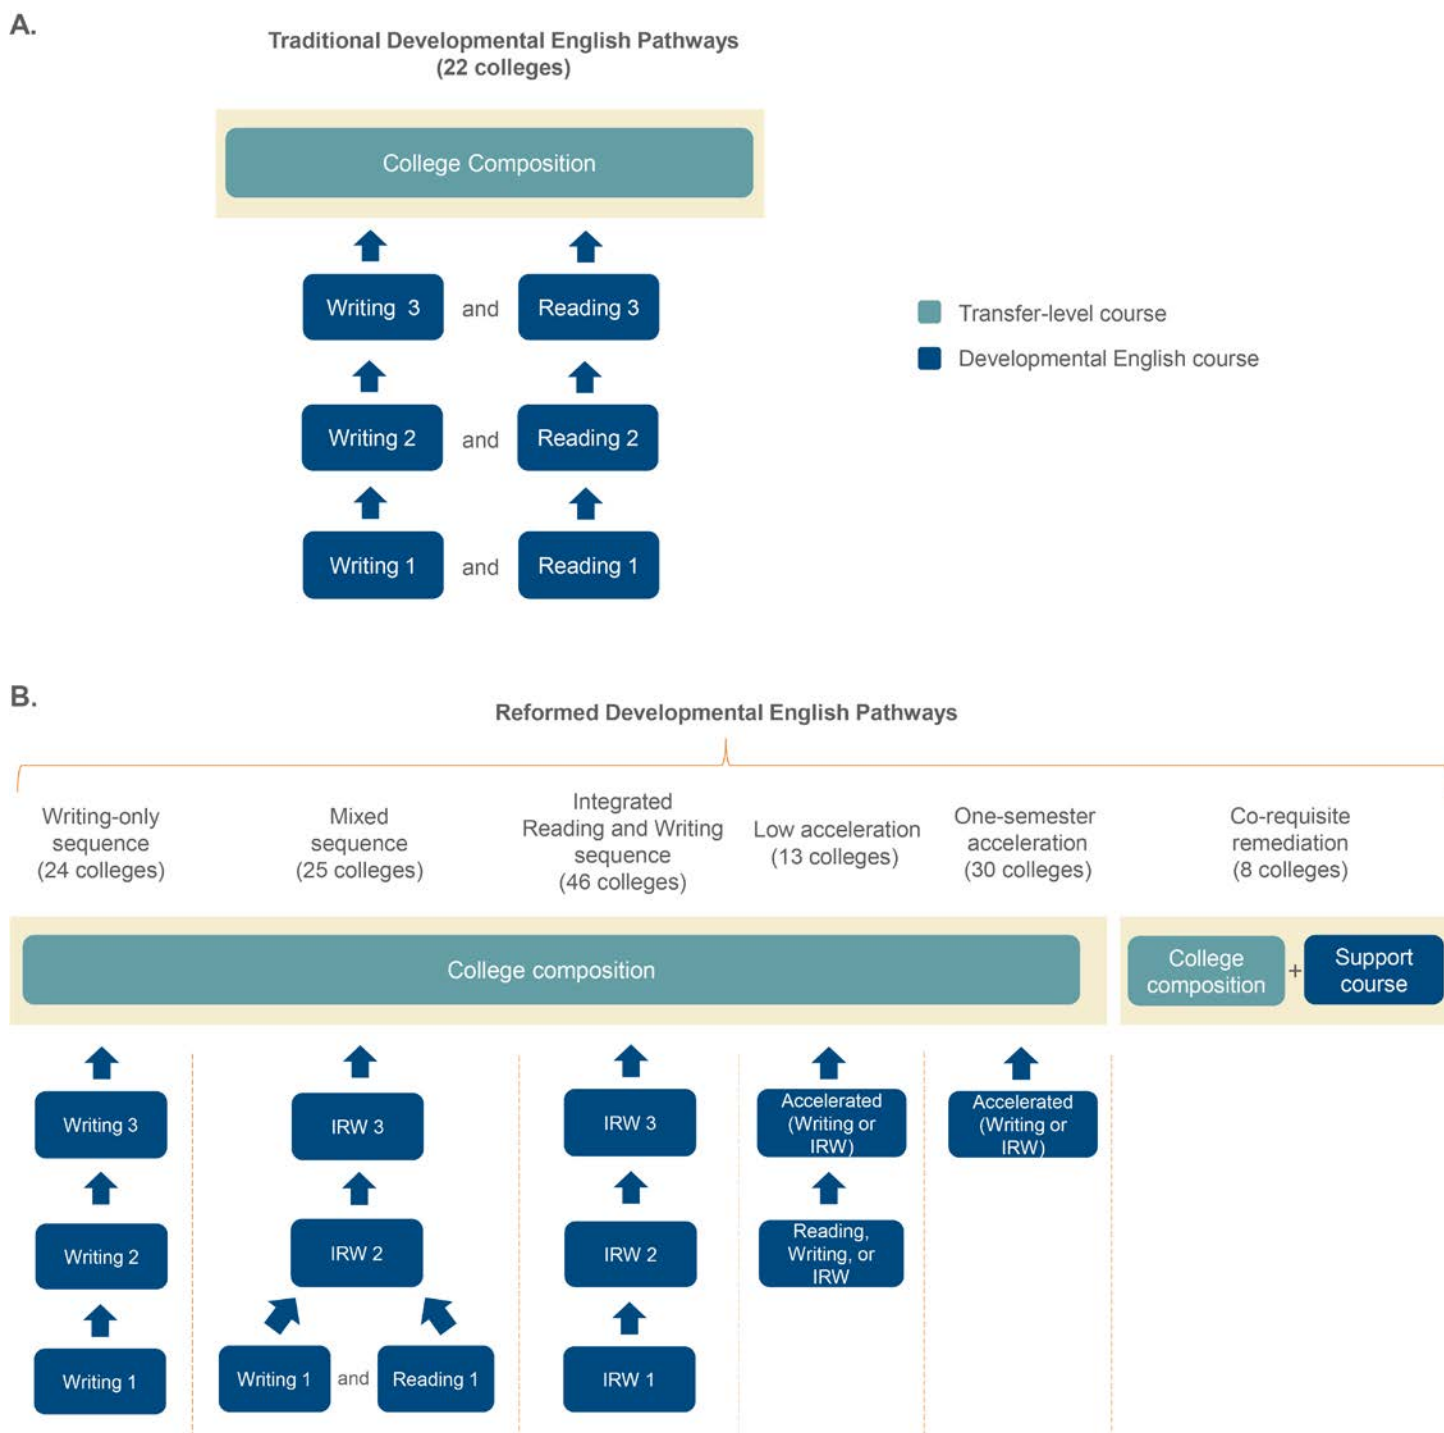 A.
Traditional Developmental English Pathways
(22 colleges)
College Composition
Writing 3 and Reading 3
Transfer-level course
Developmental English course
Writing 2 and Reading 2
Writing 1 and Reading 1
B.
Reformed Developmental English Pathways
Writing-only
sequence
(24 colleges)
Mixed
sequence
(25 colleges)
Integrated
Reading and Writing
sequence
(46 colleges)
Low acceleration
(13 colleges)
One-semester
acceleration
(30 colleges)
Co-requisite
remediation
(8 colleges)
College composition
College
composition
+
Support
course
Writing 3
IRW 3
IRW 3
Accelerated
(Writing or
IRW)
Accelerated
(Writing or
IRW)
Writing 2
IRW 2
IRW 2
Reading,
Writing, or
IRW
Writing 1
Writing 1 and Reading 1
IRW 1